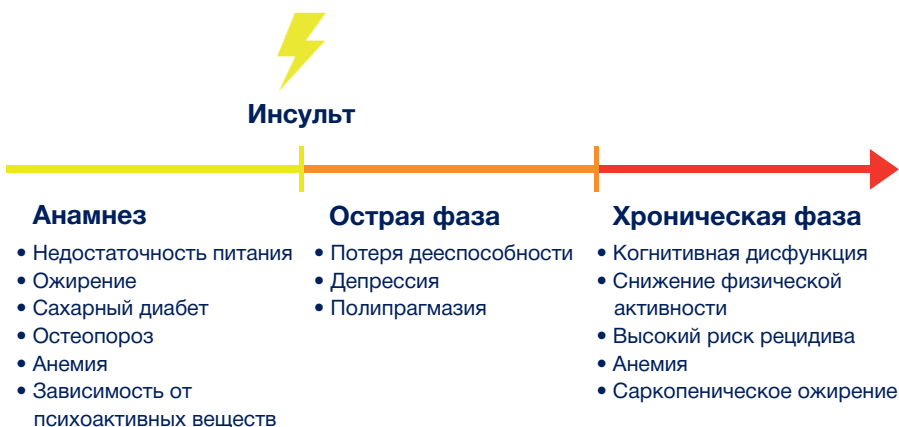 Инсульт
Анамнез
• Недостаточность питания
• Ожирение
• Сахарный диабет
• Остеопороз
• Анемия
• Зависимость от
психоактивных веществ
Острая фаза
• Потеря дееспособности
• Депрессия
• Полипрагмазия
Хроническая фаза
• Когнитивная дисфункция
• Снижение физической
активности
• Высокий риск рецидива
• Анемия
• Саркопеническое ожирение